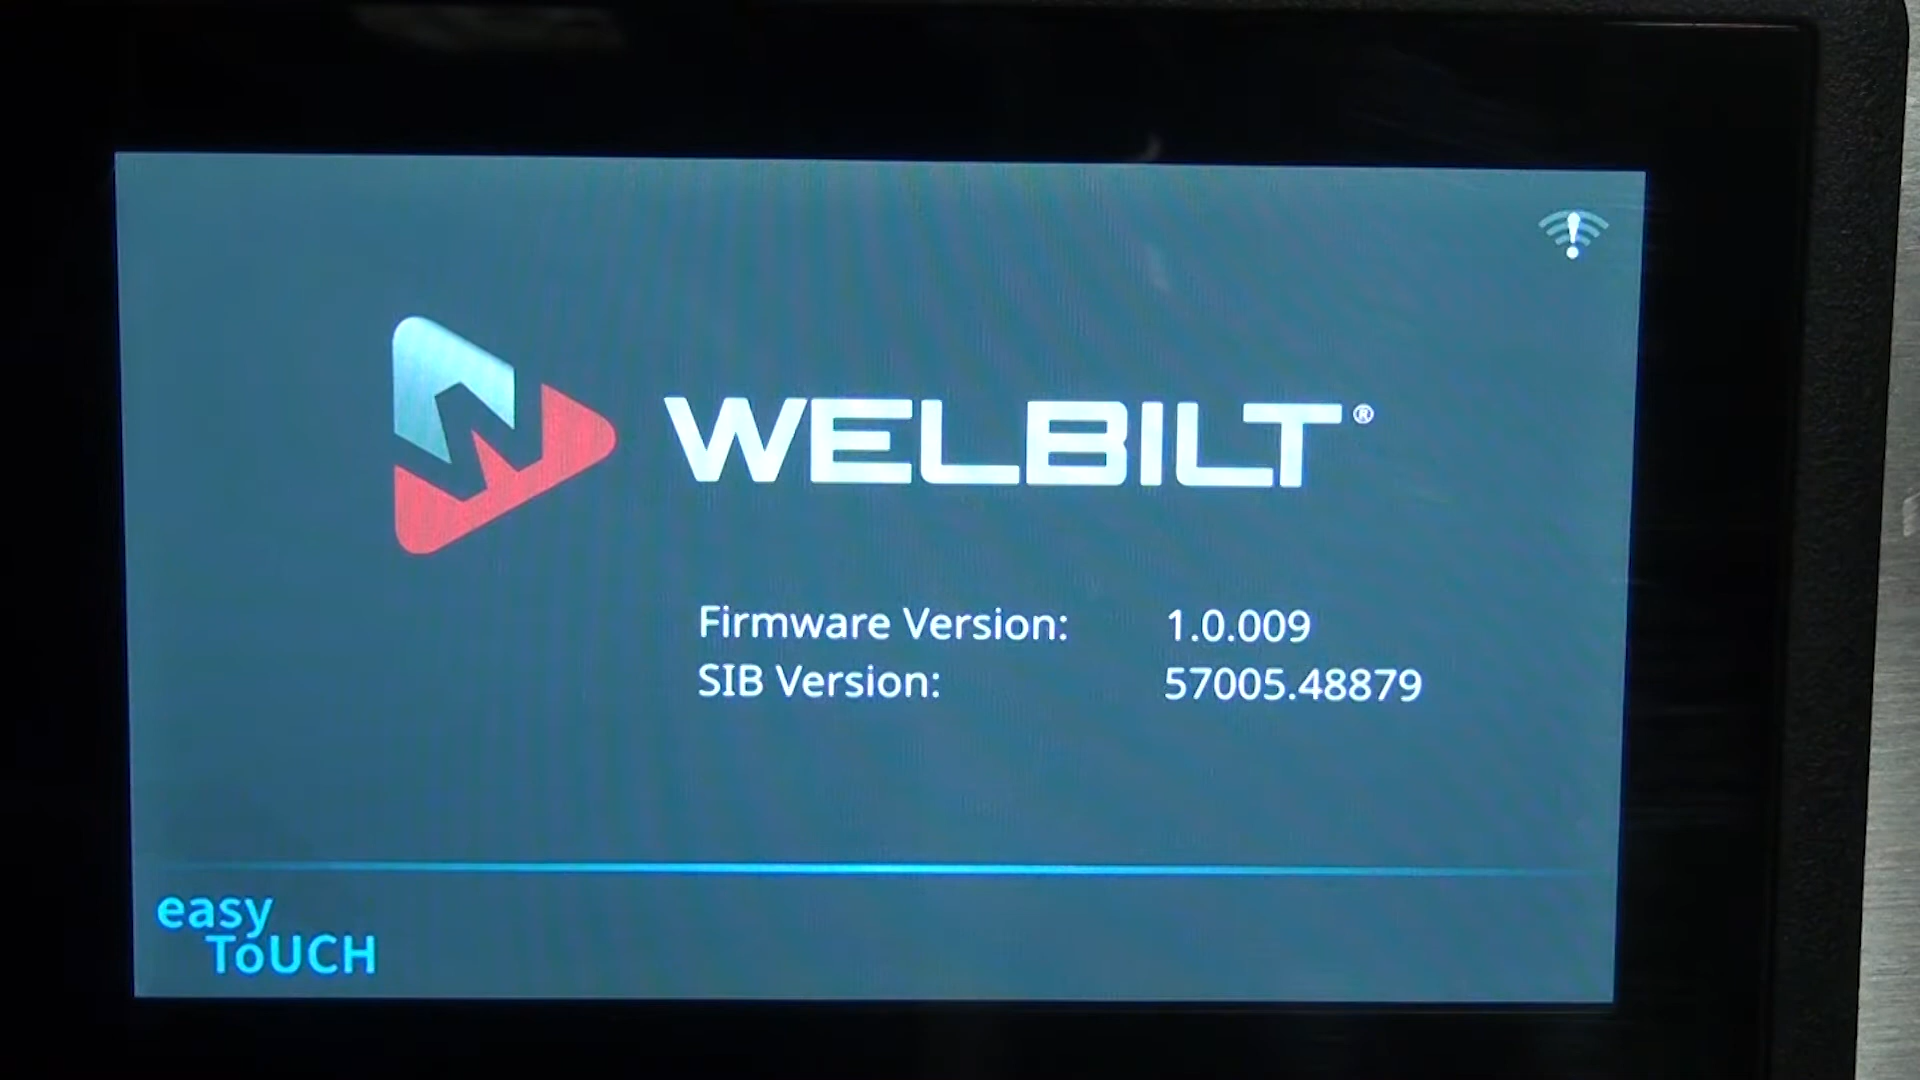 WELBILT®
Firmware Version: 1.0.009
SIB Version: 57005.48879
easy
ToUCH